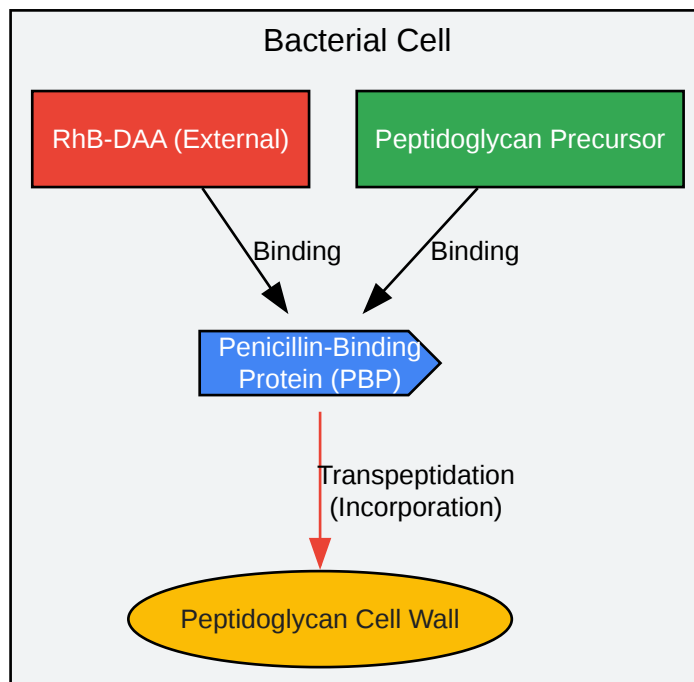 Bacterial Cell
RhB-DAA (External)
Peptidoglycan Precursor
Binding
Binding
Penicillin-Binding
Protein (PBP)
Transpeptidation
(Incorporation)
Peptidoglycan Cell Wall